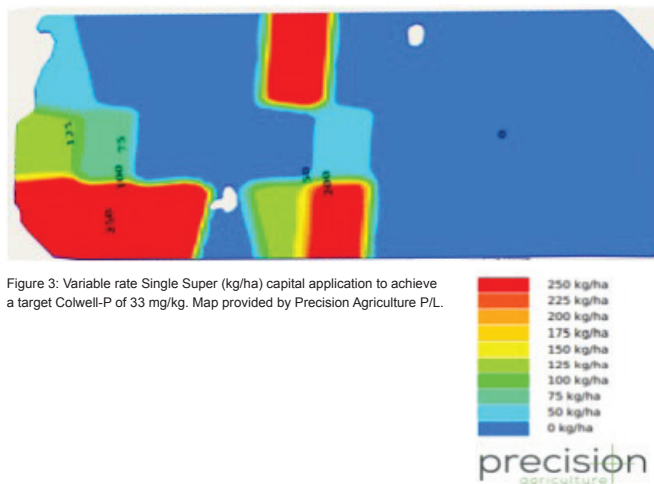 125
75
100
250
50
200
0
Figure 3: Variable rate Single Super (kg/ha) capital application to achieve
a target Colwell-P of 33 mg/kg. Map provided by Precision Agriculture P/L.
250 kg/ha
225 kg/ha
200 kg/ha
175 kg/ha
150 kg/ha
125 kg/ha
100 kg/ha
75 kg/ha
50 kg/ha
0 kg/ha
precision
agriculture